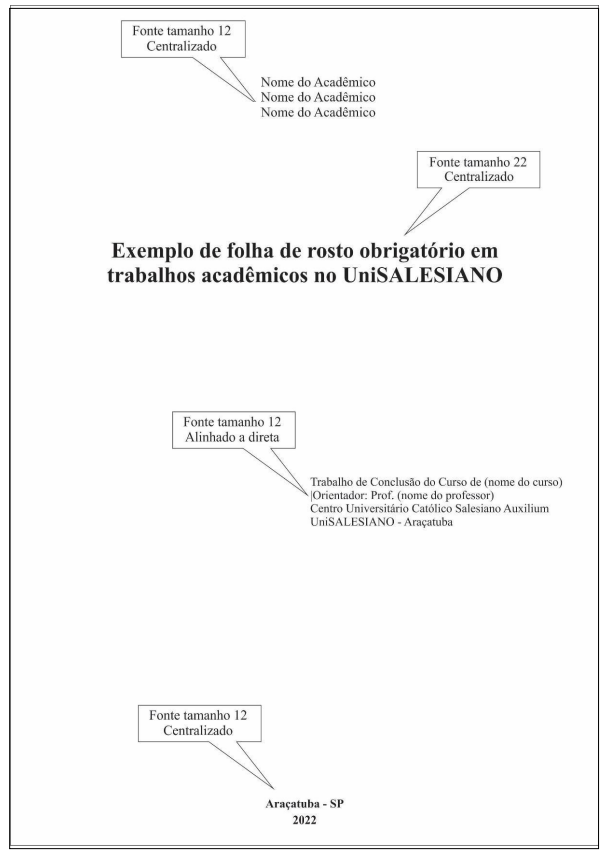 Fonte tamanho 12
Centralizado
Nome do Acadêmico
Nome do Acadêmico
Nome do Acadêmico
Fonte tamanho 22
Centralizado
Exemplo de folha de rosto obrigatório em
trabalhos acadêmicos no UniSALESIANO
Fonte tamanho 12
Alinhado a direta
Trabalho de Conclusão do Curso de (nome do curso)
|Orientador: Prof. (nome do professor)
Centro Universitário Católico Salesiano Auxilium
UniSALESIANO - Araçatuba
Fonte tamanho 12
Centralizado
Araçatuba - SP
2022